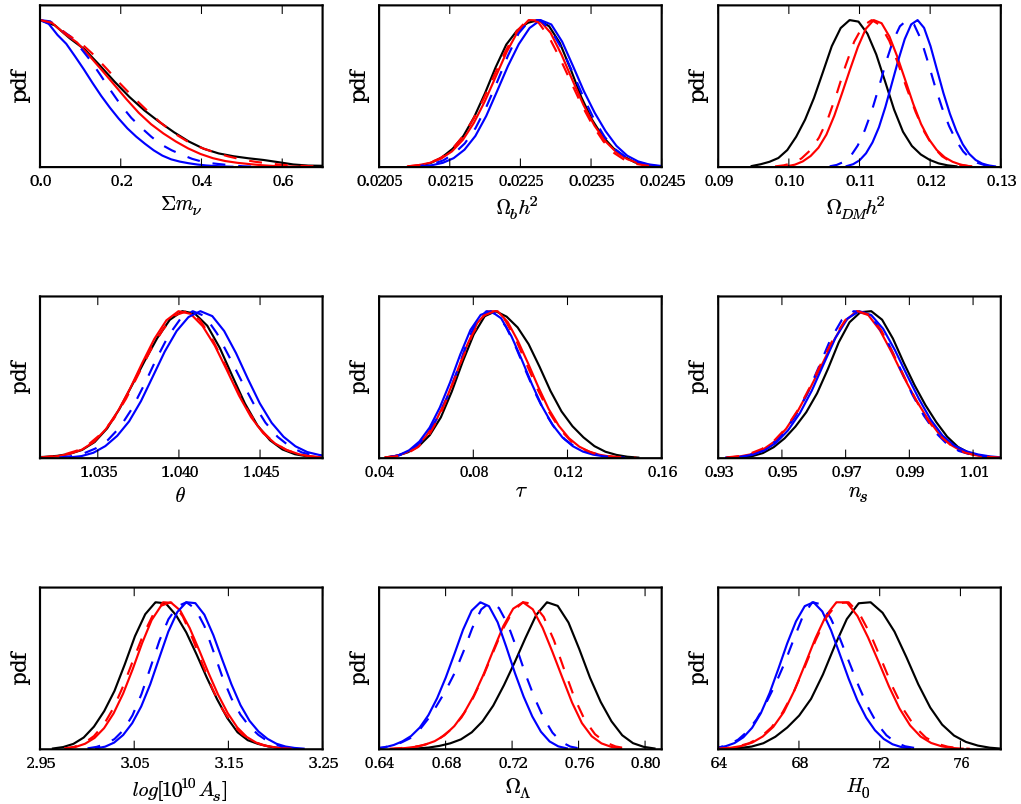 pdf
0.0 0.2 0.4 0.6
Σm_ν
pdf
0.0205 0.0215 0.0225 0.0235 0.0245
Ω_b h^2
pdf
0.09 0.10 0.11 0.12 0.13
Ω_{DM} h^2
pdf
1.035 1.040 1.045
θ
pdf
0.04 0.08 0.12 0.16
τ
pdf
0.93 0.95 0.97 0.99 1.01
n_s
pdf
2.95 3.05 3.15 3.25
log[10^{10} A_s]
pdf
0.64 0.68 0.72 0.76 0.80
Ω_Λ
pdf
64 68 72 76
H_0